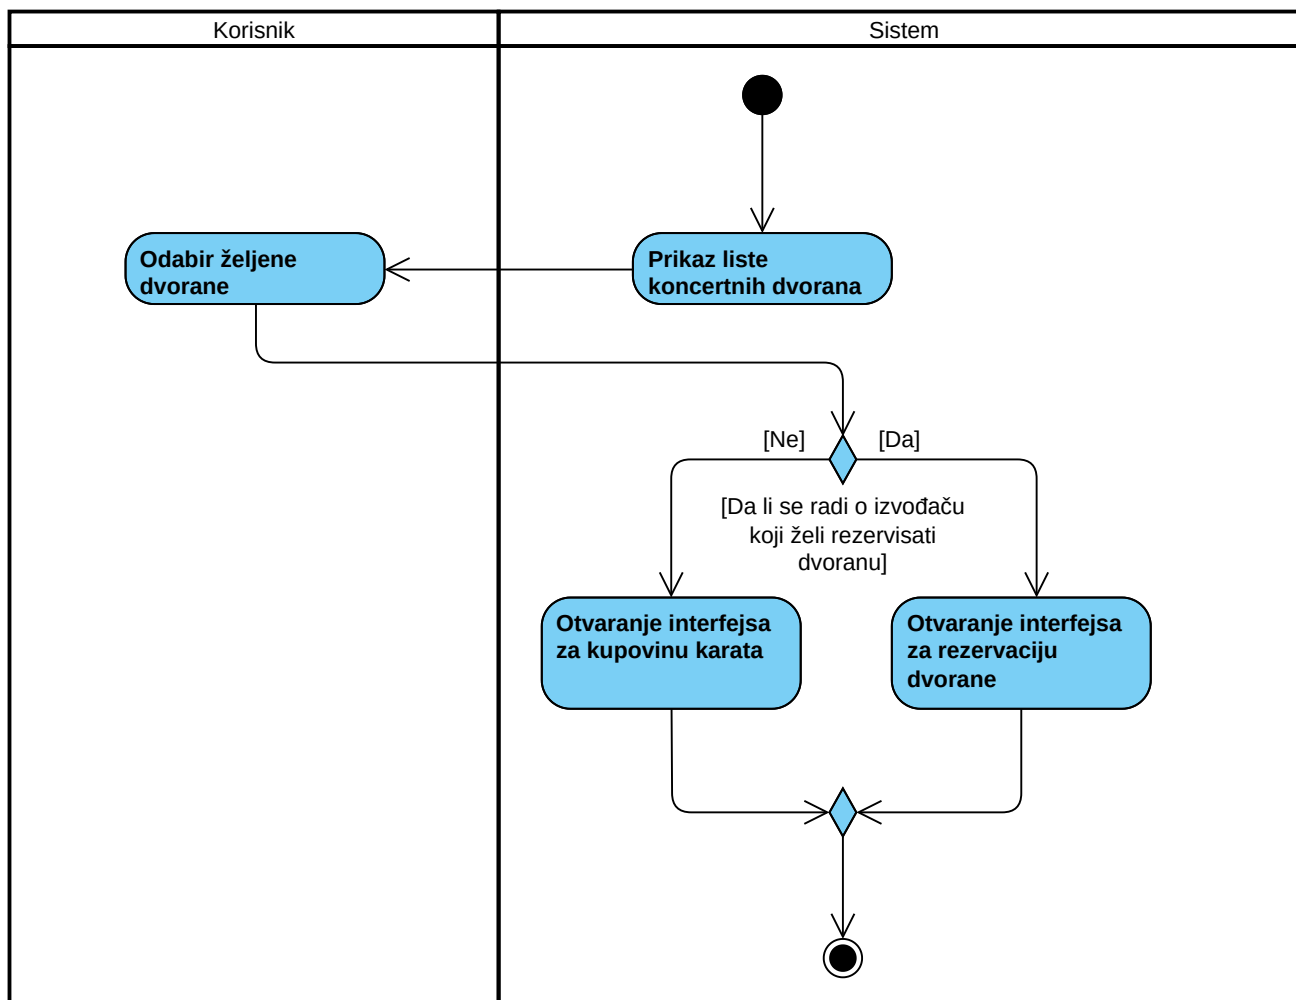 Korisnik
Sistem
Odabir željene
dvorane
Prikaz liste
koncertnih dvorana
[Ne]
[Da]
[Da li se radi o izvođaču
koji želi rezervisati
dvoranu]
Otvaranje interfejsa
za kupovinu karata
Otvaranje interfejsa
za rezervaciju
dvorane